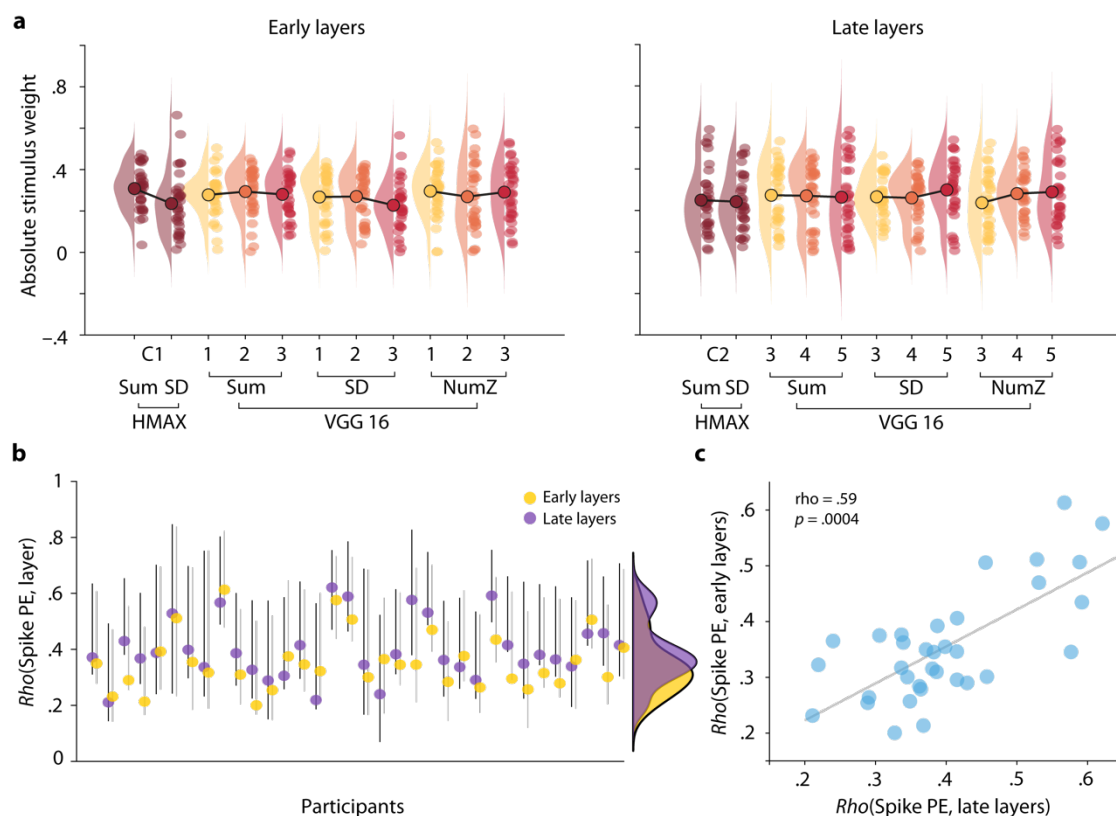 a
Early layers
Late layers
Absolute stimulus weight
.8
.4
0
−.4
C1 1 2 3 1 2 3 1 2 3
Sum SD Sum SD NumZ
HMAX VGG 16
C2 3 4 5 3 4 5 3 4 5
Sum SD Sum SD NumZ
HMAX VGG 16
b
Rho(Spike PE, layer)
1
.8
.6
.4
.2
0
Early layers
Late layers
Participants
c
rho = .59
p = .0004
Rho(Spike PE, early layers)
.6
.5
.4
.3
.2
.2 .3 .4 .5 .6
Rho(Spike PE, late layers)